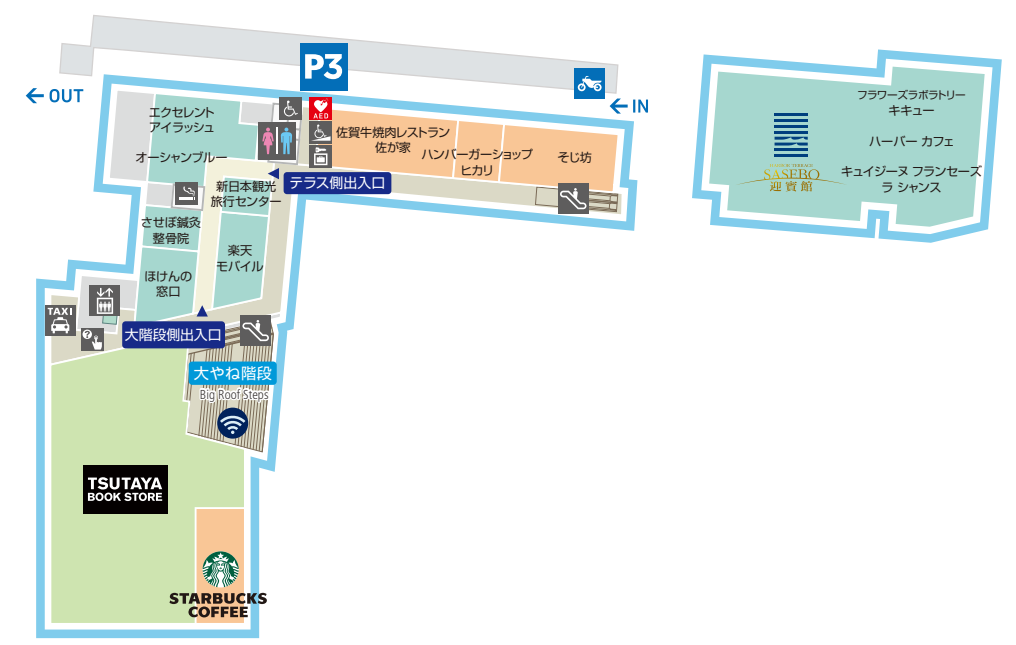 P3
OUT
IN
エクセレント
アイラッシュ
AED
佐賀牛焼肉レストラン
佐が家
ハンバーガーショップ
ヒカリ
そじ坊
オーシャンブルー
テラス側出入口
新日本観光
旅行センター
させぼ鍼灸
整骨院
楽天
モバイル
ほけんの
窓口
TAXI
?
大階段側出入口
大やね階段
Big Roof Steps
TSUTAYA
BOOK STORE
STARBUCKS
COFFEE
フラワーズラボラトリー
キキュー
ハーバー カフェ
SASEBO
迎賓館
キュイジーヌ フランセーズ
ラ シャンス